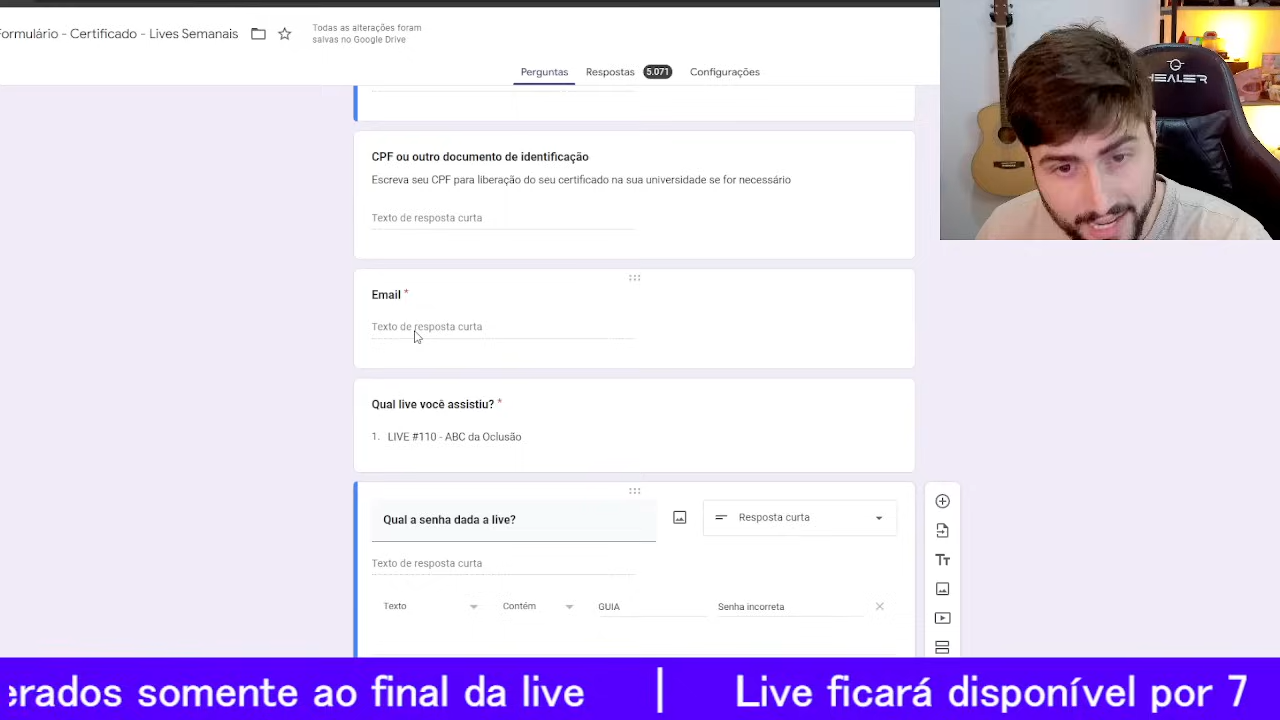 Formulário - Certificado - Lives Semanais
Todas as alterações foram
salvas no Google Drive
Perguntas
Respostas
5.071
Configurações
CPF ou outro documento de identificação
Escreva seu CPF para liberação do seu certificado na sua universidade se for necessário
Texto de resposta curta
Email *
Texto de resposta curta
Qual live você assistiu? *
1. LIVE #110 - ABC da Oclusão
Qual a senha dada a live?
Resposta curta
Texto de resposta curta
Texto
Contém
GUIA
Senha incorreta
HEALER
erados somente ao final da live | Live ficará disponível por 7